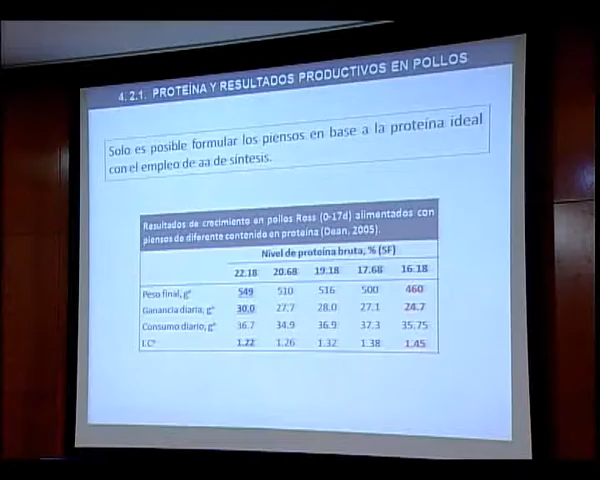 4. 2.1. PROTEÍNA Y RESULTADOS PRODUCTIVOS EN POLLOS
Solo es posible formular los piensos en base a la proteína ideal
con el empleo de aa de síntesis.
Resultados de crecimiento en pollos Ross (0-17d) alimentados con
piensos de diferente contenido en proteína (Dean, 2005).
Nivel de proteína bruta, % (SF)
22.18 20.68 19.18 17.68 16.18
Peso final, g 549 510 516 500 460
Ganancia diaria, g 30.0 27.7 28.0 27.1 24.7
Consumo diario, g 36.7 34.9 36.9 37.3 35.75
I.C 1.22 1.26 1.32 1.38 1.45